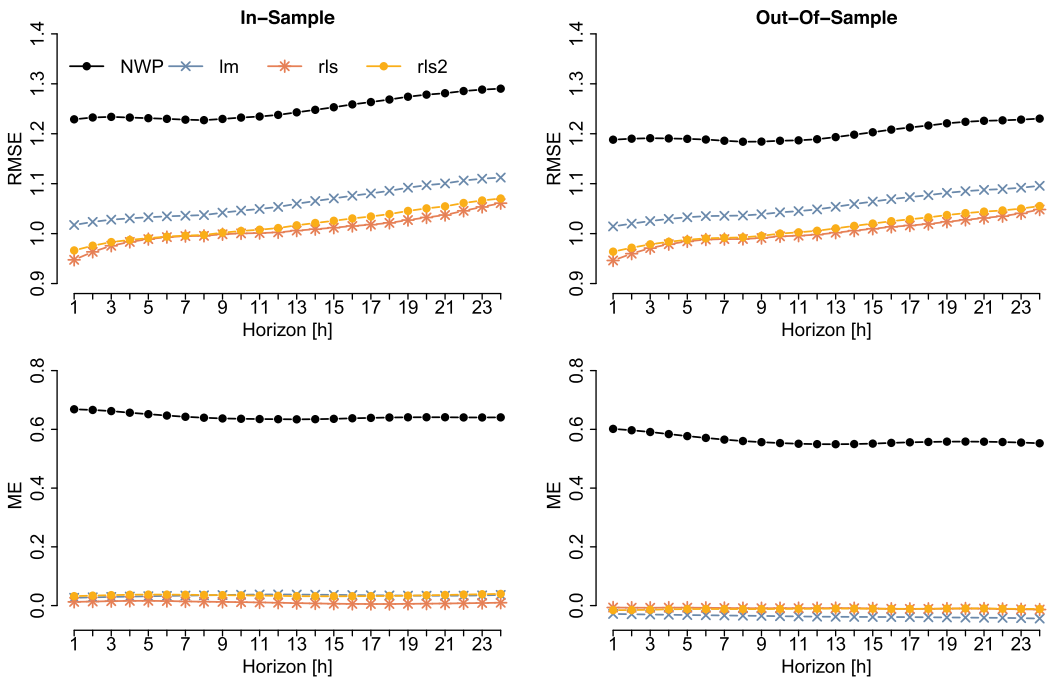 In–Sample
Out–Of–Sample
NWP lm rls rls2
RMSE
0.9 1.0 1.1 1.2 1.3 1.4
1 3 5 7 9 11 13 15 17 19 21 23
Horizon [h]
RMSE
0.9 1.0 1.1 1.2 1.3 1.4
1 3 5 7 9 11 13 15 17 19 21 23
Horizon [h]
ME
0.0 0.2 0.4 0.6 0.8
1 3 5 7 9 11 13 15 17 19 21 23
Horizon [h]
ME
0.0 0.2 0.4 0.6 0.8
1 3 5 7 9 11 13 15 17 19 21 23
Horizon [h]